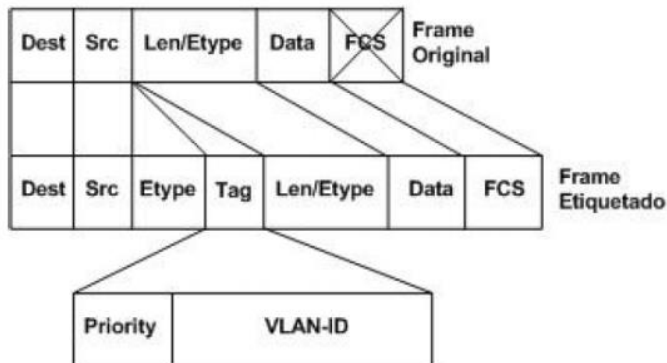 Dest Src Len/Etype Data FCS
Frame
Original
Dest Src Etype Tag Len/Etype Data FCS
Frame
Etiquetado
Priority VLAN-ID